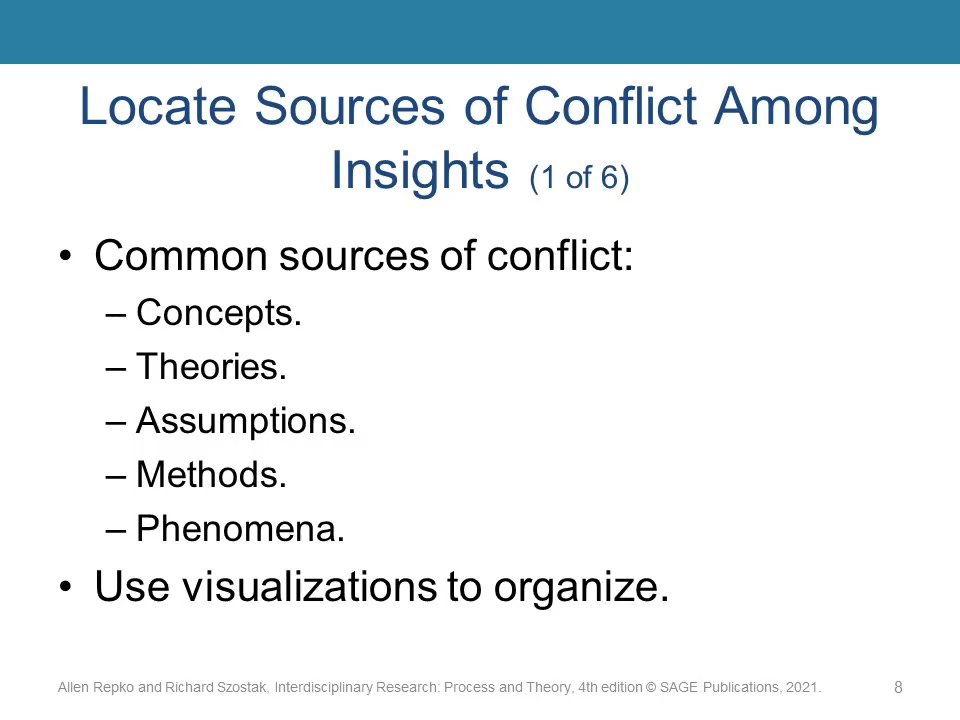 Locate Sources of Conflict Among
Insights (1 of 6)
• Common sources of conflict:
– Concepts.
– Theories.
– Assumptions.
– Methods.
– Phenomena.
• Use visualizations to organize.
Allen Repko and Richard Szostak, Interdisciplinary Research: Process and Theory, 4th edition © SAGE Publications, 2021.
8